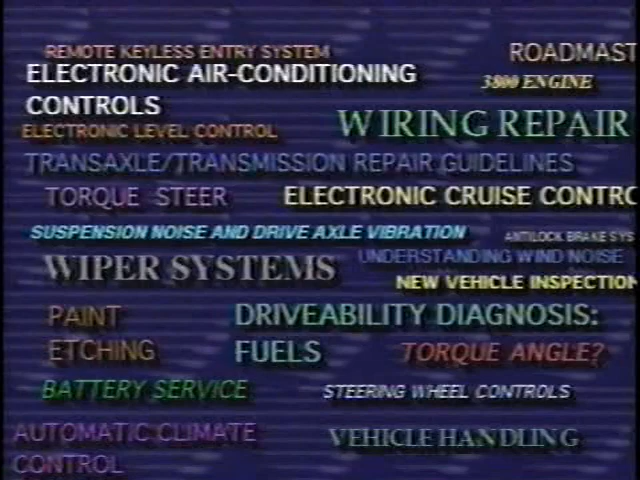 REMOTE KEYLESS ENTRY SYSTEM
ROADMAST
ELECTRONIC AIR-CONDITIONING
CONTROLS
3800 ENGINE
ELECTRONIC LEVEL CONTROL
WIRING REPAIR
TRANSAXLE/TRANSMISSION REPAIR GUIDELINES
TORQUE STEER
ELECTRONIC CRUISE CONTRO
SUSPENSION NOISE AND DRIVE AXLE VIBRATION
ANTILOCK BRAKE SYS
WIPER SYSTEMS
UNDERSTANDING WIND NOISE
NEW VEHICLE INSPECTION
PAINT
ETCHING
DRIVEABILITY DIAGNOSIS:
FUELS
TORQUE ANGLE?
BATTERY SERVICE
STEERING WHEEL CONTROLS
AUTOMATIC CLIMATE
CONTROL
VEHICLE HANDLING